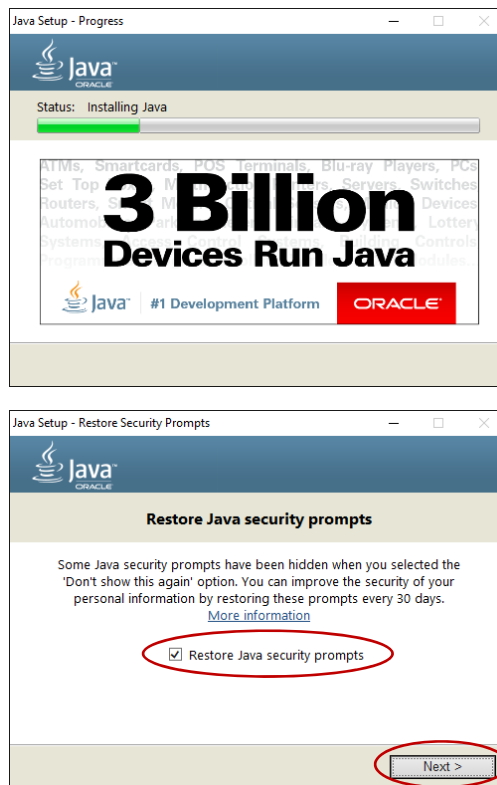 Java Setup - Progress
Java
ORACLE
Status: Installing Java
ATMs, Smartcards, POS Terminals, Blu-ray Players, PCs
Set Top Servers, Switches
Routers, Devices
Lottery
Systems, Access Control Systems, Building Controls
3 Billion
Devices Run Java
Java #1 Development Platform ORACLE
Java Setup - Restore Security Prompts
Java
ORACLE
Restore Java security prompts
Some Java security prompts have been hidden when you selected the
'Don't show this again' option. You can improve the security of your
personal information by restoring these prompts every 30 days.
More information
Restore Java security prompts
Next >